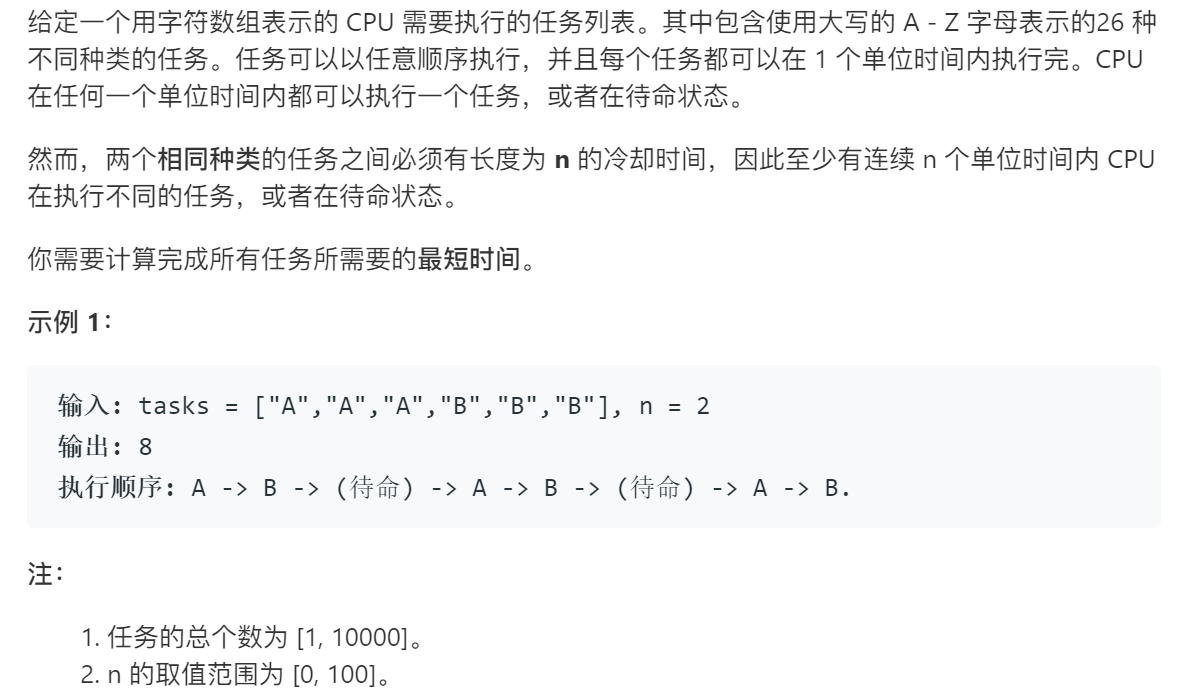 给定一个用字符数组表示的 CPU 需要执行的任务列表。其中包含使用大写的 A - Z 字母表示的26 种
不同种类的任务。任务可以以任意顺序执行，并且每个任务都可以在 1 个单位时间内执行完。CPU
在任何一个单位时间内都可以执行一个任务，或者在待命状态。
然而，两个相同种类的任务之间必须有长度为 n 的冷却时间，因此至少有连续 n 个单位时间内 CPU
在执行不同的任务，或者在待命状态。
你需要计算完成所有任务所需要的最短时间。
示例 1：
输入: tasks = ["A","A","A","B","B","B"], n = 2
输出: 8
执行顺序: A -> B -> (待命) -> A -> B -> (待命) -> A -> B.
注：
1. 任务的总个数为 [1, 10000]。
2. n 的取值范围为 [0, 100]。